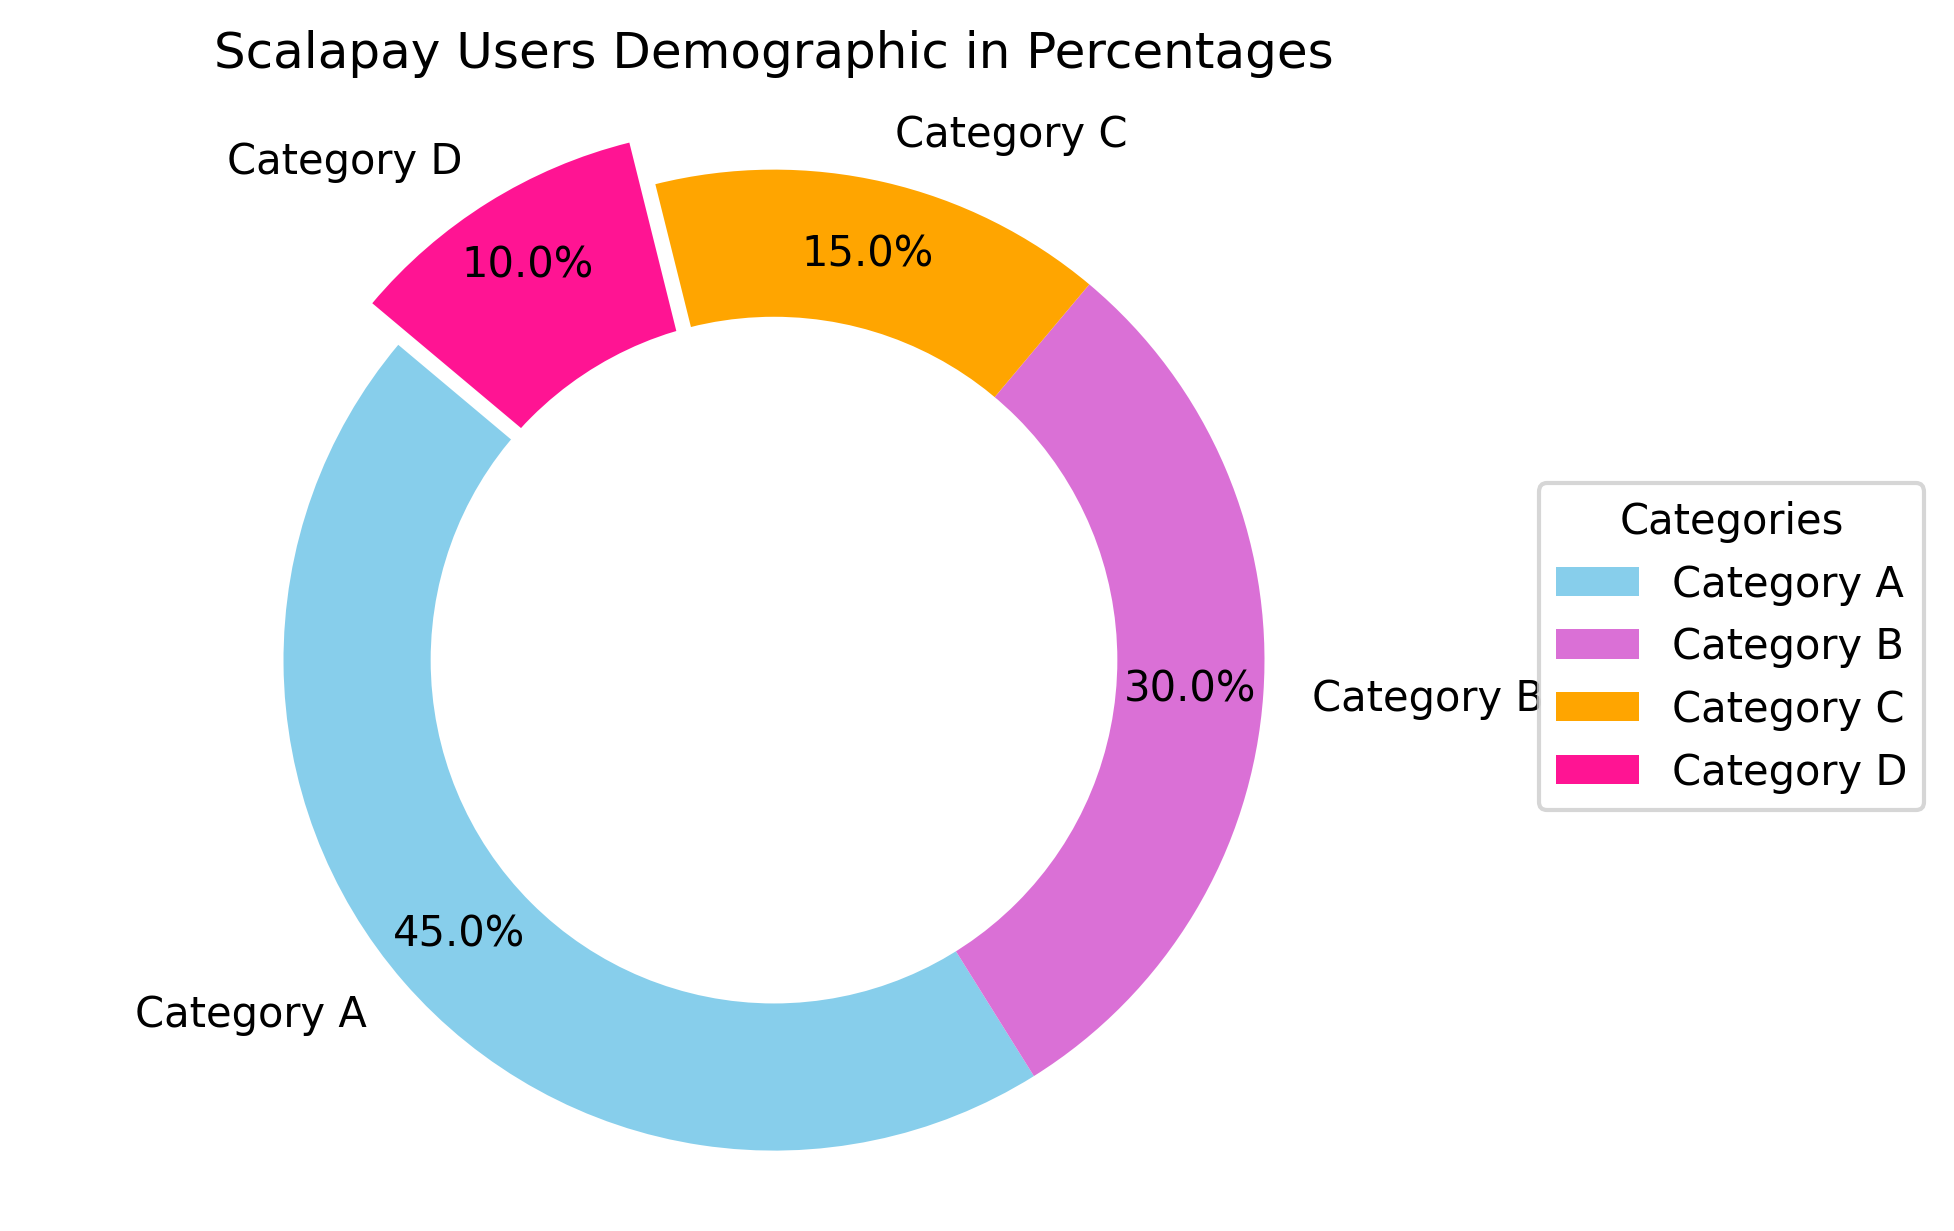 Scalapay Users Demographic in Percentages
Category D
Category C
10.0%
15.0%
Category B
30.0%
45.0%
Category A
Categories
Category A
Category B
Category C
Category D